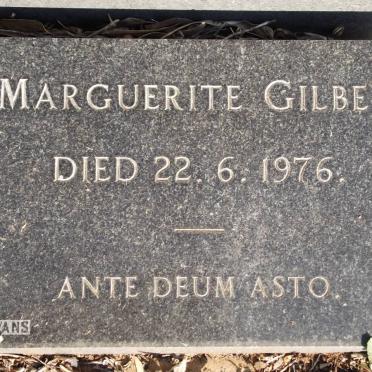 MARGUERITE GILBE
DIED 22. 6. 1976.
ANTE DEUM ASTO.